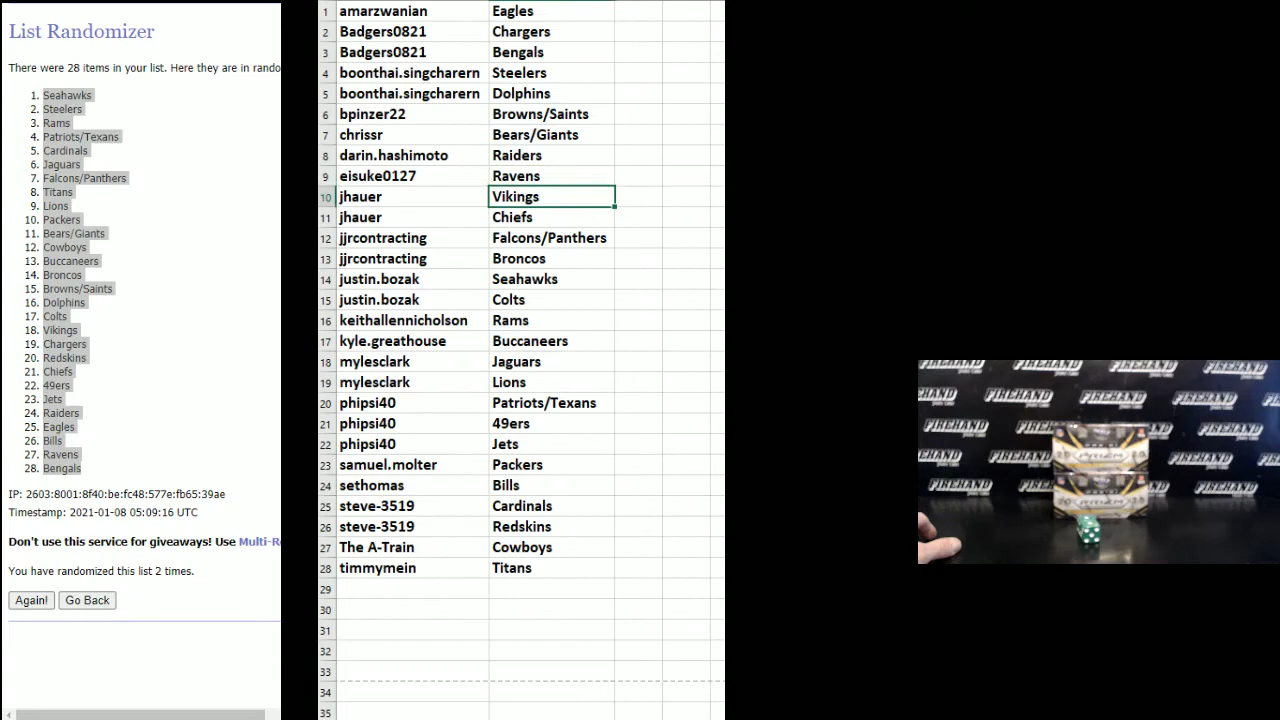 List Randomizer
There were 28 items in your list. Here they are in rando
1. Seahawks
2. Steelers
3. Rams
4. Patriots/Texans
5. Cardinals
6. Jaguars
7. Falcons/Panthers
8. Titans
9. Lions
10. Packers
11. Bears/Giants
12. Cowboys
13. Buccaneers
14. Broncos
15. Browns/Saints
16. Dolphins
17. Colts
18. Vikings
19. Chargers
20. Redskins
21. Chiefs
22. 49ers
23. Jets
24. Raiders
25. Eagles
26. Bills
27. Ravens
28. Bengals
IP: 2603:8001:8f40:be:fc48:577e:fb65:39ae
Timestamp: 2021-01-08 05:09:16 UTC
Don't use this service for giveaways! Use Multi-R
You have randomized this list 2 times.
Again! Go Back
1 amarzwanian Eagles
2 Badgers0821 Chargers
3 Badgers0821 Bengals
4 boonthai.singcharern Steelers
5 boonthai.singcharern Dolphins
6 bpinzer22 Browns/Saints
7 chrissr Bears/Giants
8 darin.hashimoto Raiders
9 eisuke0127 Ravens
10 jhauer Vikings
11 jhauer Chiefs
12 jjrcontracting Falcons/Panthers
13 jjrcontracting Broncos
14 justin.bozak Seahawks
15 justin.bozak Colts
16 keithallennicholson Rams
17 kyle.greathouse Buccaneers
18 mylesclark Jaguars
19 mylesclark Lions
20 phipsi40 Patriots/Texans
21 phipsi40 49ers
22 phipsi40 Jets
23 samuel.molter Packers
24 sethomas Bills
25 steve-3519 Cardinals
26 steve-3519 Redskins
27 The A-Train Cowboys
28 timmymein Titans
29
30
31
32
33
34
35
FIREHAND
PRIZM